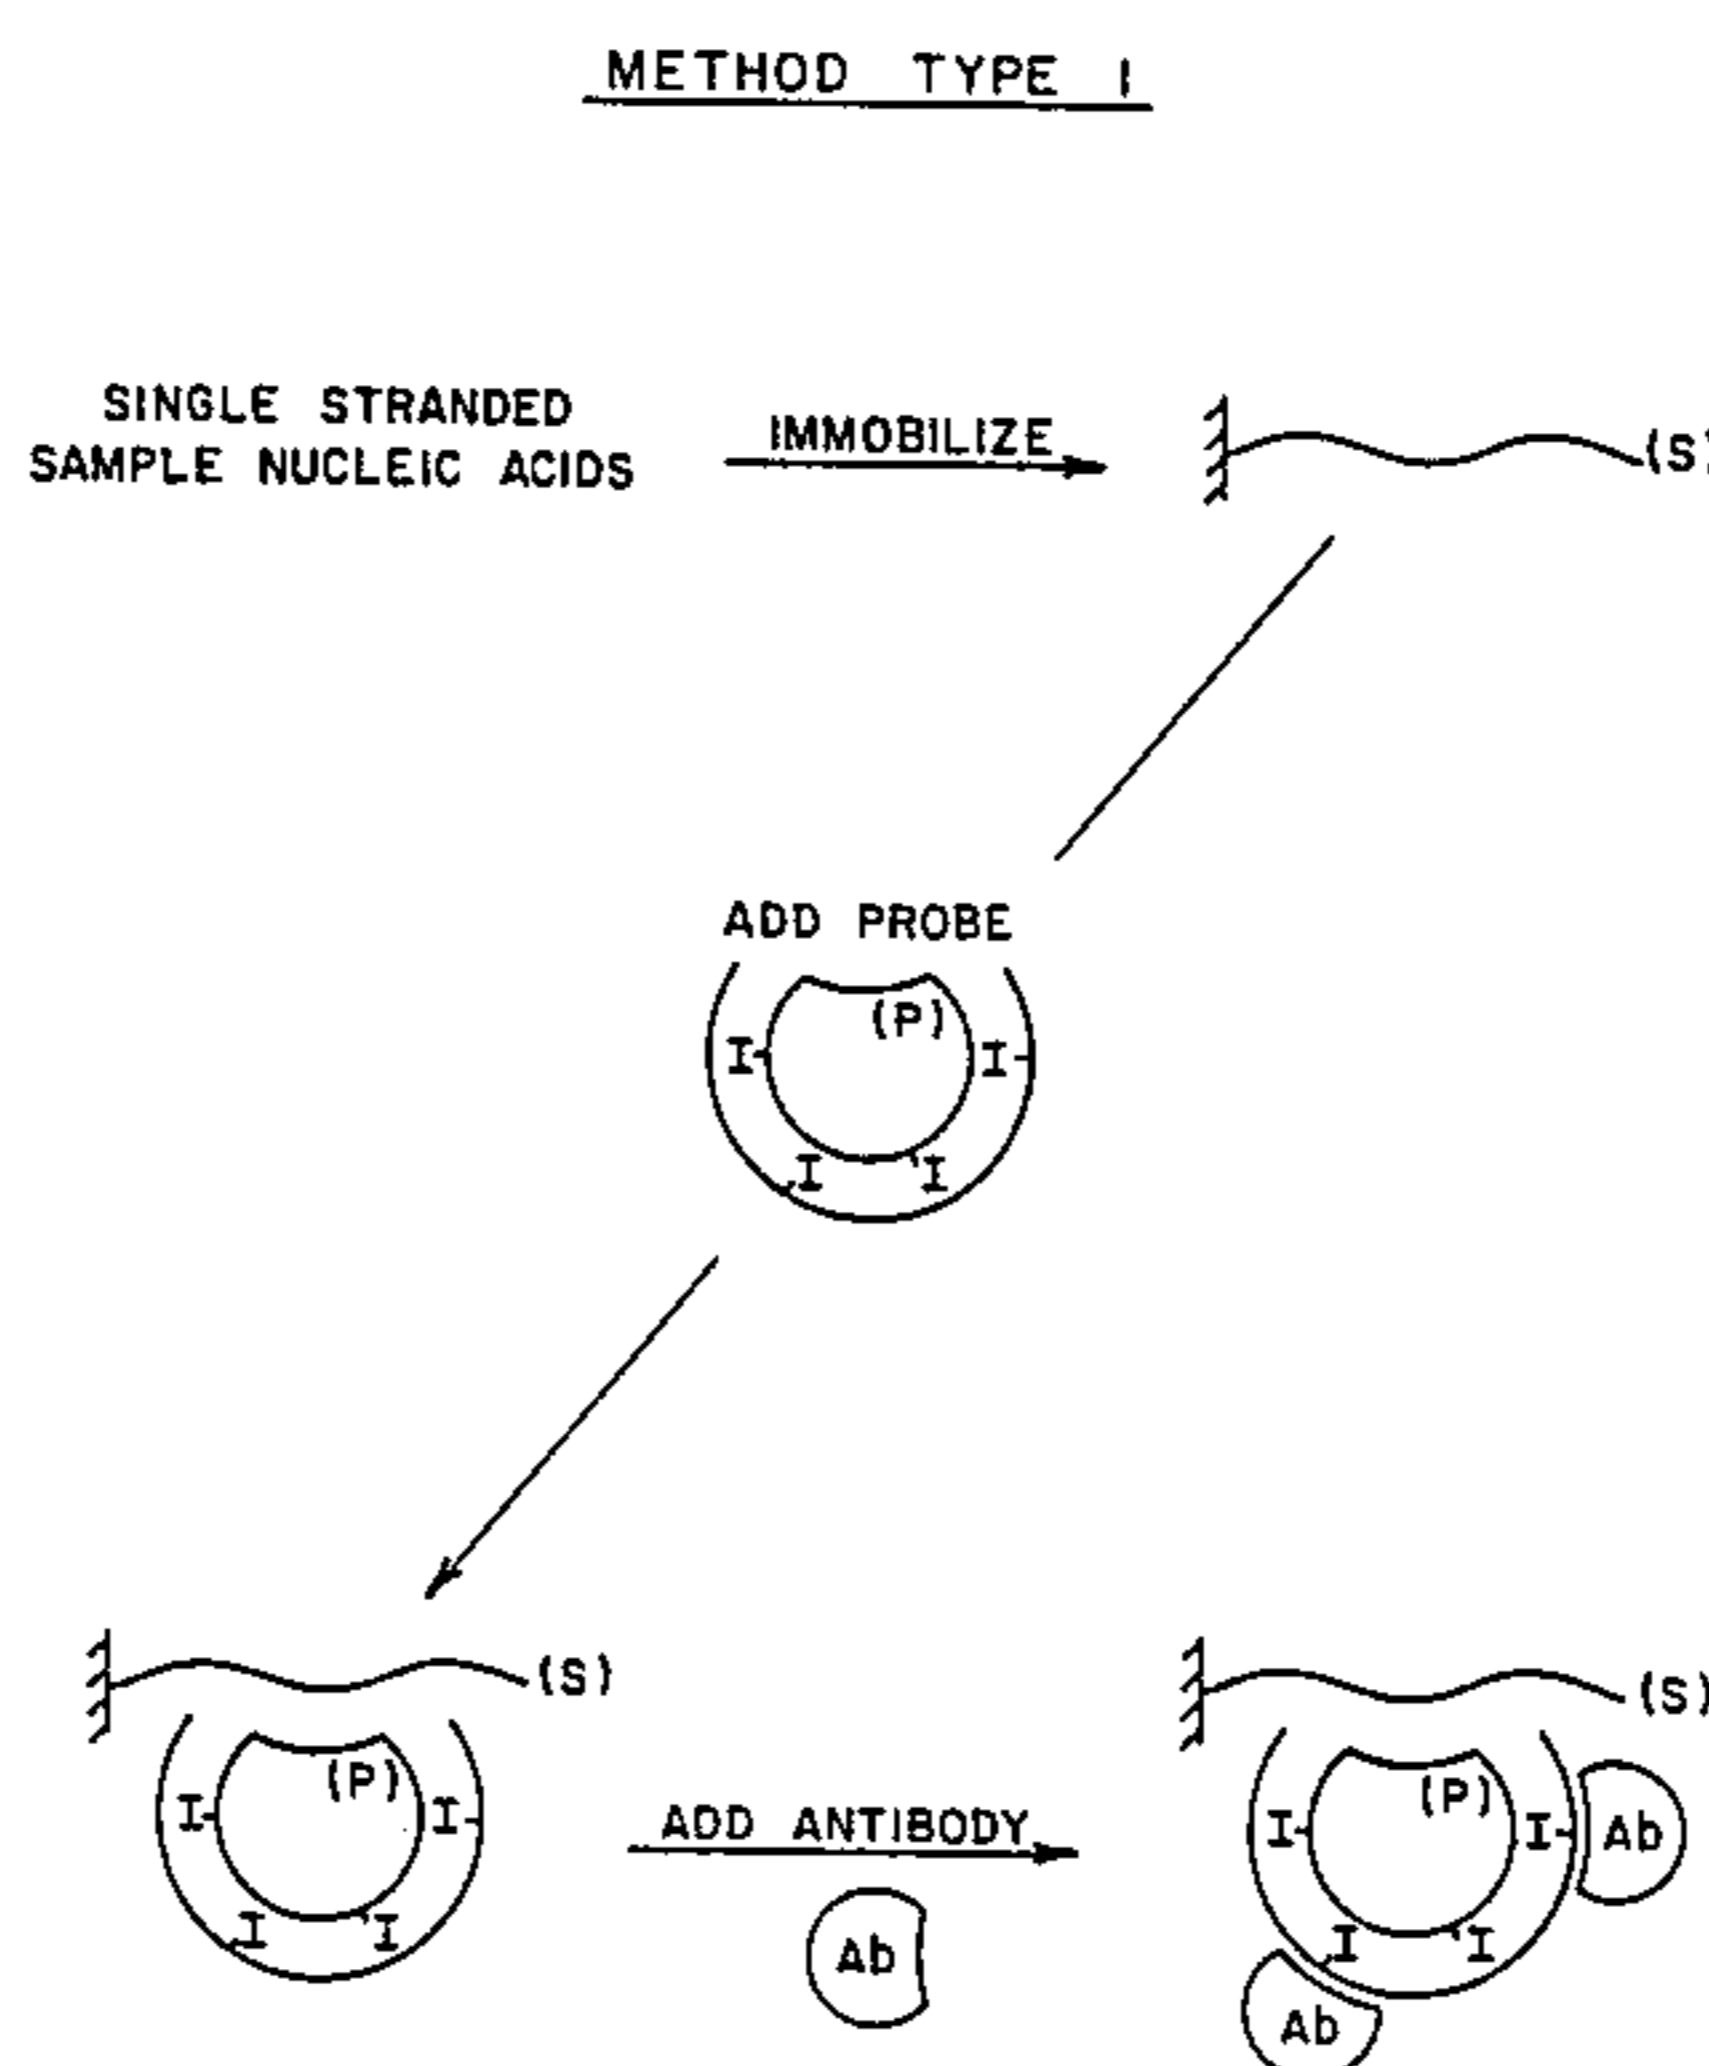 METHOD TYPE I
SINGLE STRANDED
SAMPLE NUCLEIC ACIDS
IMMOBILIZE
(S)
ADD PROBE
(P)
I I
I I
(S)
(P)
I I
I I
ADD ANTIBODY
Ab
(S)
(P)
I I Ab
I I
Ab